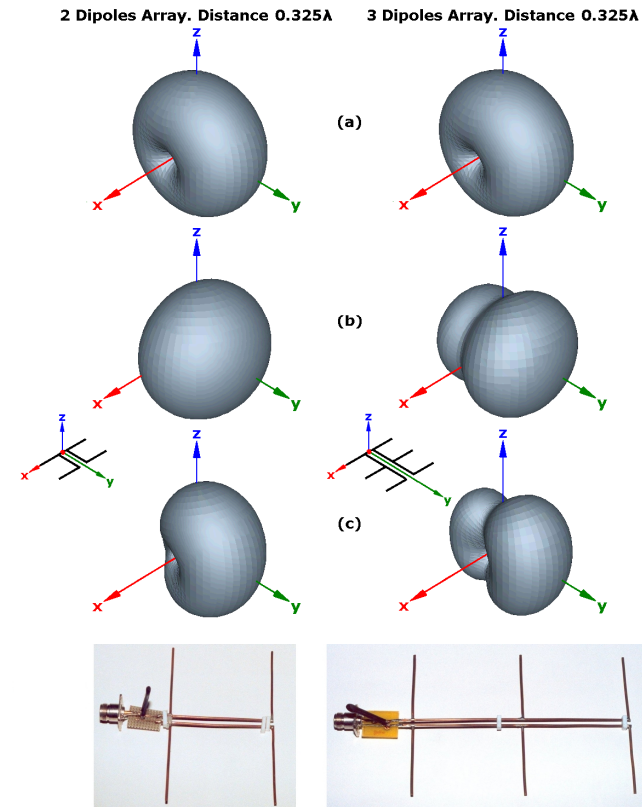 2 Dipoles Array. Distance 0.325λ
3 Dipoles Array. Distance 0.325λ
z
z
(a)
x
y
x
y
z
z
(b)
x
y
x
y
z
x
y
z
x
y
z
z
(c)
x
y
x
y